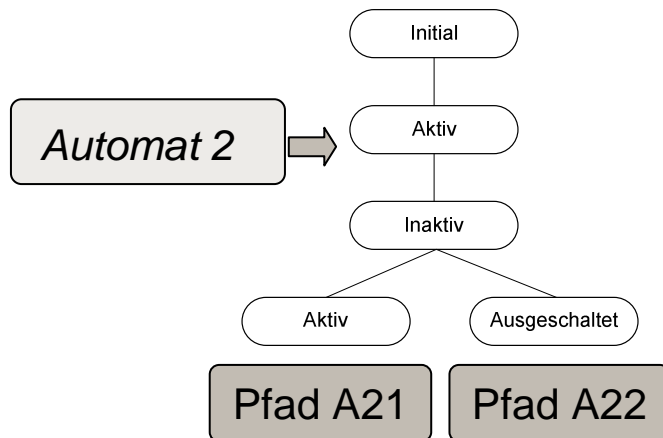 Initial
Automat 2
Aktiv
Inaktiv
Aktiv
Ausgeschaltet
Pfad A21
Pfad A22